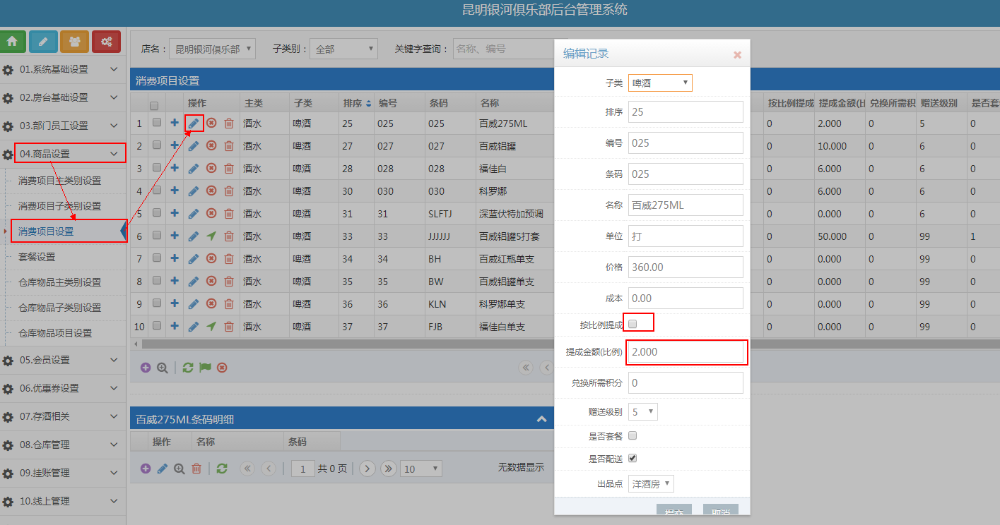 昆明银河俱乐部后台管理系统
店名： 昆明银河俱乐部 子类别： 全部 关键字查询： 名称、编号
01.系统基础设置
02.房台基础设置
03.部门员工设置
04.商品设置
消费项目主类别设置
消费项目子类别设置
消费项目设置
套餐设置
仓库物品主类别设置
仓库物品子类别设置
仓库物品项目设置
05.会员设置
06.优惠券设置
07.存酒相关
08.仓库管理
09.挂账管理
10.线上管理
消费项目设置
操作 主类 子类 排序 编号 条码 名称 按比例提成 提成金额(比 兑换所需积 赠送级别 是否套
1 酒水 啤酒 25 025 025 百威275ML 0 2.000 0 5 0
2 酒水 啤酒 27 027 027 百威铝罐 0 10.000 0 6 0
3 酒水 啤酒 28 028 028 福佳白 0 6.000 0 6 0
4 酒水 啤酒 30 030 030 科罗娜 0 6.000 0 6 0
5 酒水 啤酒 31 31 SLFTJ 深蓝伏特加预调 0 0.000 0 6 0
6 酒水 啤酒 33 33 JJJJJJ 百威铝罐5打套 0 50.000 0 99 1
7 酒水 啤酒 34 34 BH 百威红瓶单支 0 0.000 0 99 0
8 酒水 啤酒 35 35 BW 百威铝罐单支 0 0.000 0 99 0
9 酒水 啤酒 36 36 KLN 科罗娜单支 0 0.000 0 99 0
10 酒水 啤酒 37 37 FJB 福佳白单支 0 0.000 0 99 0
百威275ML条码明细
操作 名称 条码
1 共 0 页 10 无数据显示
编辑记录
子类 啤酒
排序 25
编号 025
条码 025
名称 百威275ML
单位 打
价格 360.00
成本 0.00
按比例提成
提成金额(比例) 2.000
兑换所需积分 0
赠送级别 5
是否套餐
是否配送
出品点 洋酒房
提交 取消